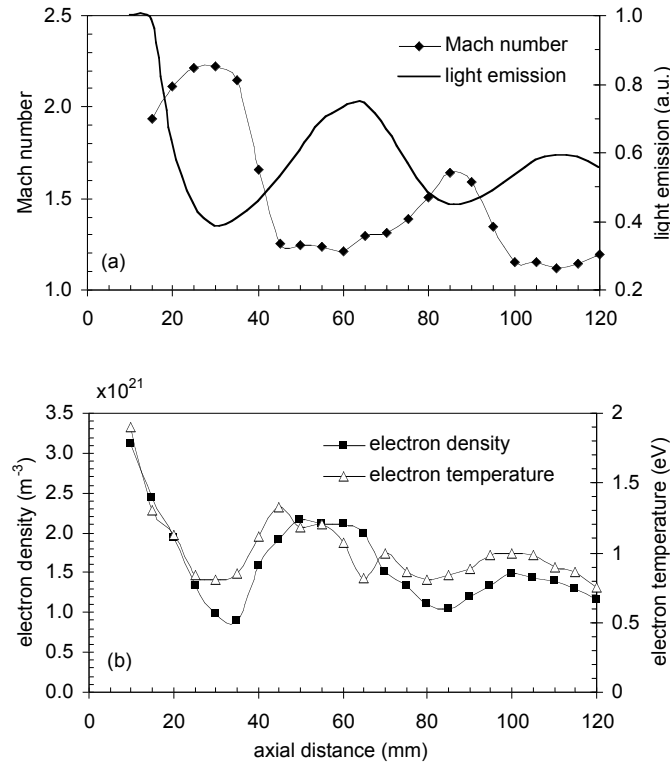 2.5
2.0
1.5
1.0
Mach number
(a)
Mach number
light emission
1.0
0.8
0.6
0.4
0.2
light emission (a.u.)
0 20 40 60 80 100 120
x10^21
3.5
3.0
2.5
2.0
1.5
1.0
0.5
0.0
electron density (m^-3)
(b)
electron density
electron temperature
2
1.5
1
0.5
0
electron temperature (eV)
0 20 40 60 80 100 120
axial distance (mm)